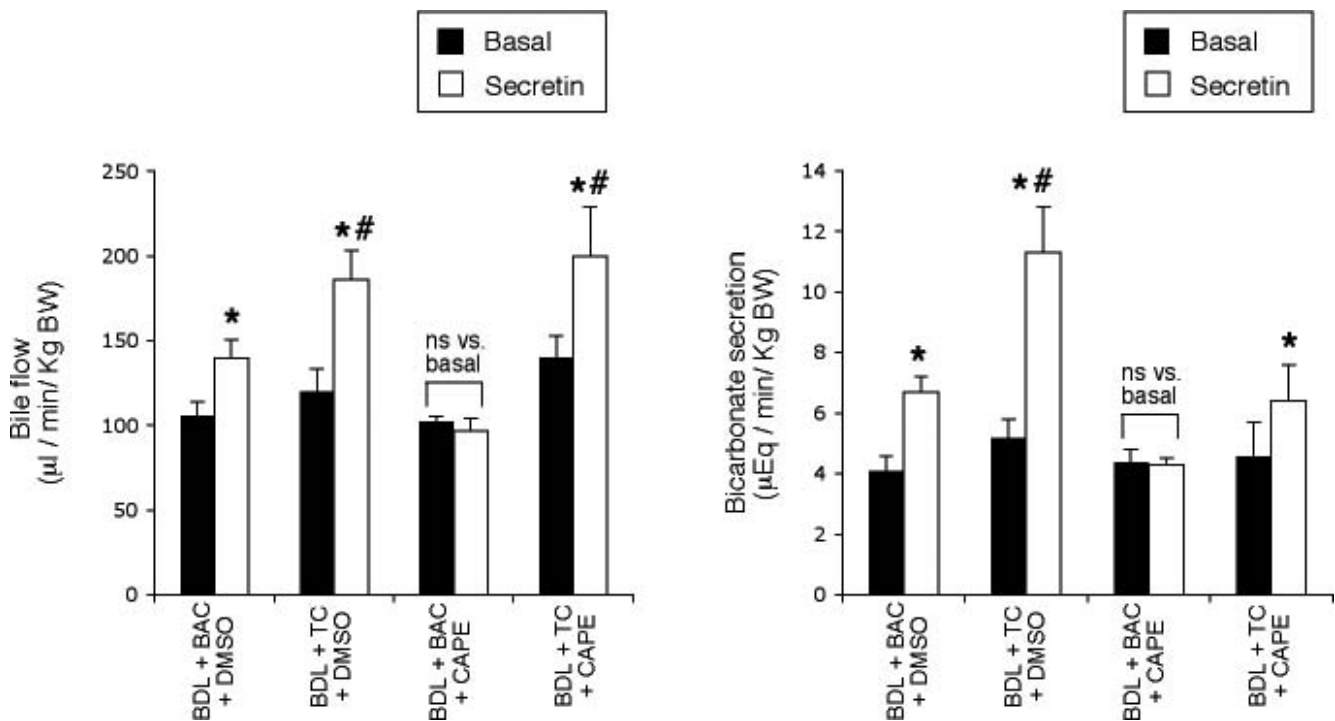 Basal
Secretin
250
200
150
100
50
0
Bile flow
(µl / min/ Kg BW)
*
*#
ns vs.
basal
*#
BDL + BAC
+ DMSO
BDL + TC
+ DMSO
BDL + BAC
+ CAPE
BDL + TC
+ CAPE
Basal
Secretin
14
12
10
8
6
4
2
0
Bicarbonate secretion
(µEq / min/ Kg BW)
*
*#
ns vs.
basal
*
BDL + BAC
+ DMSO
BDL + TC
+ DMSO
BDL + BAC
+ CAPE
BDL + TC
+ CAPE